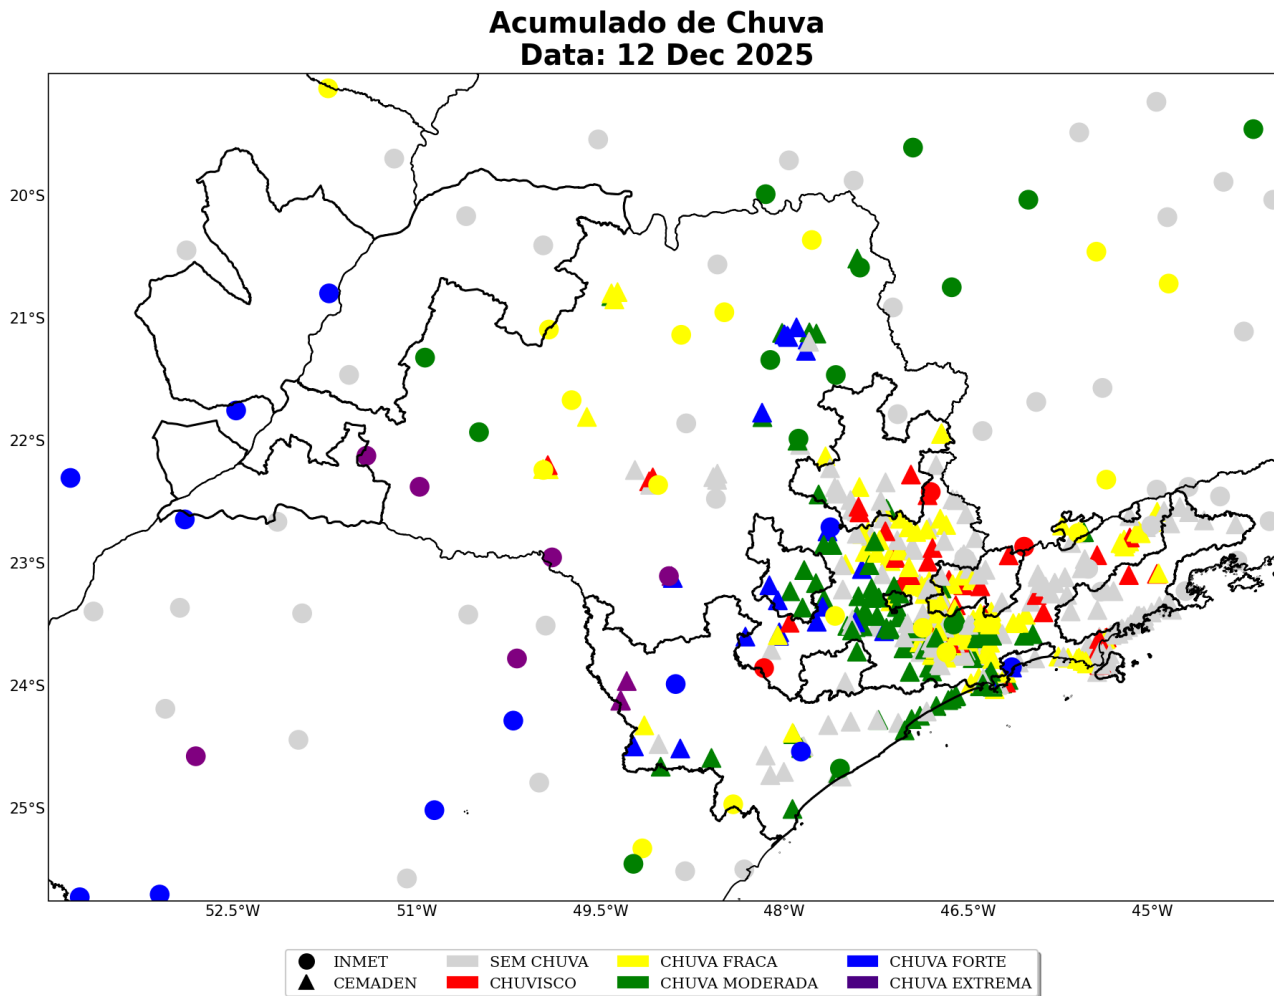 Acumulado de Chuva
Data: 12 Dec 2025
20°S
21°S
22°S
23°S
24°S
25°S
52.5°W 51°W 49.5°W 48°W 46.5°W 45°W
INMET SEM CHUVA CHUVA FRACA CHUVA FORTE
CEMADEN CHUVISCO CHUVA MODERADA CHUVA EXTREMA